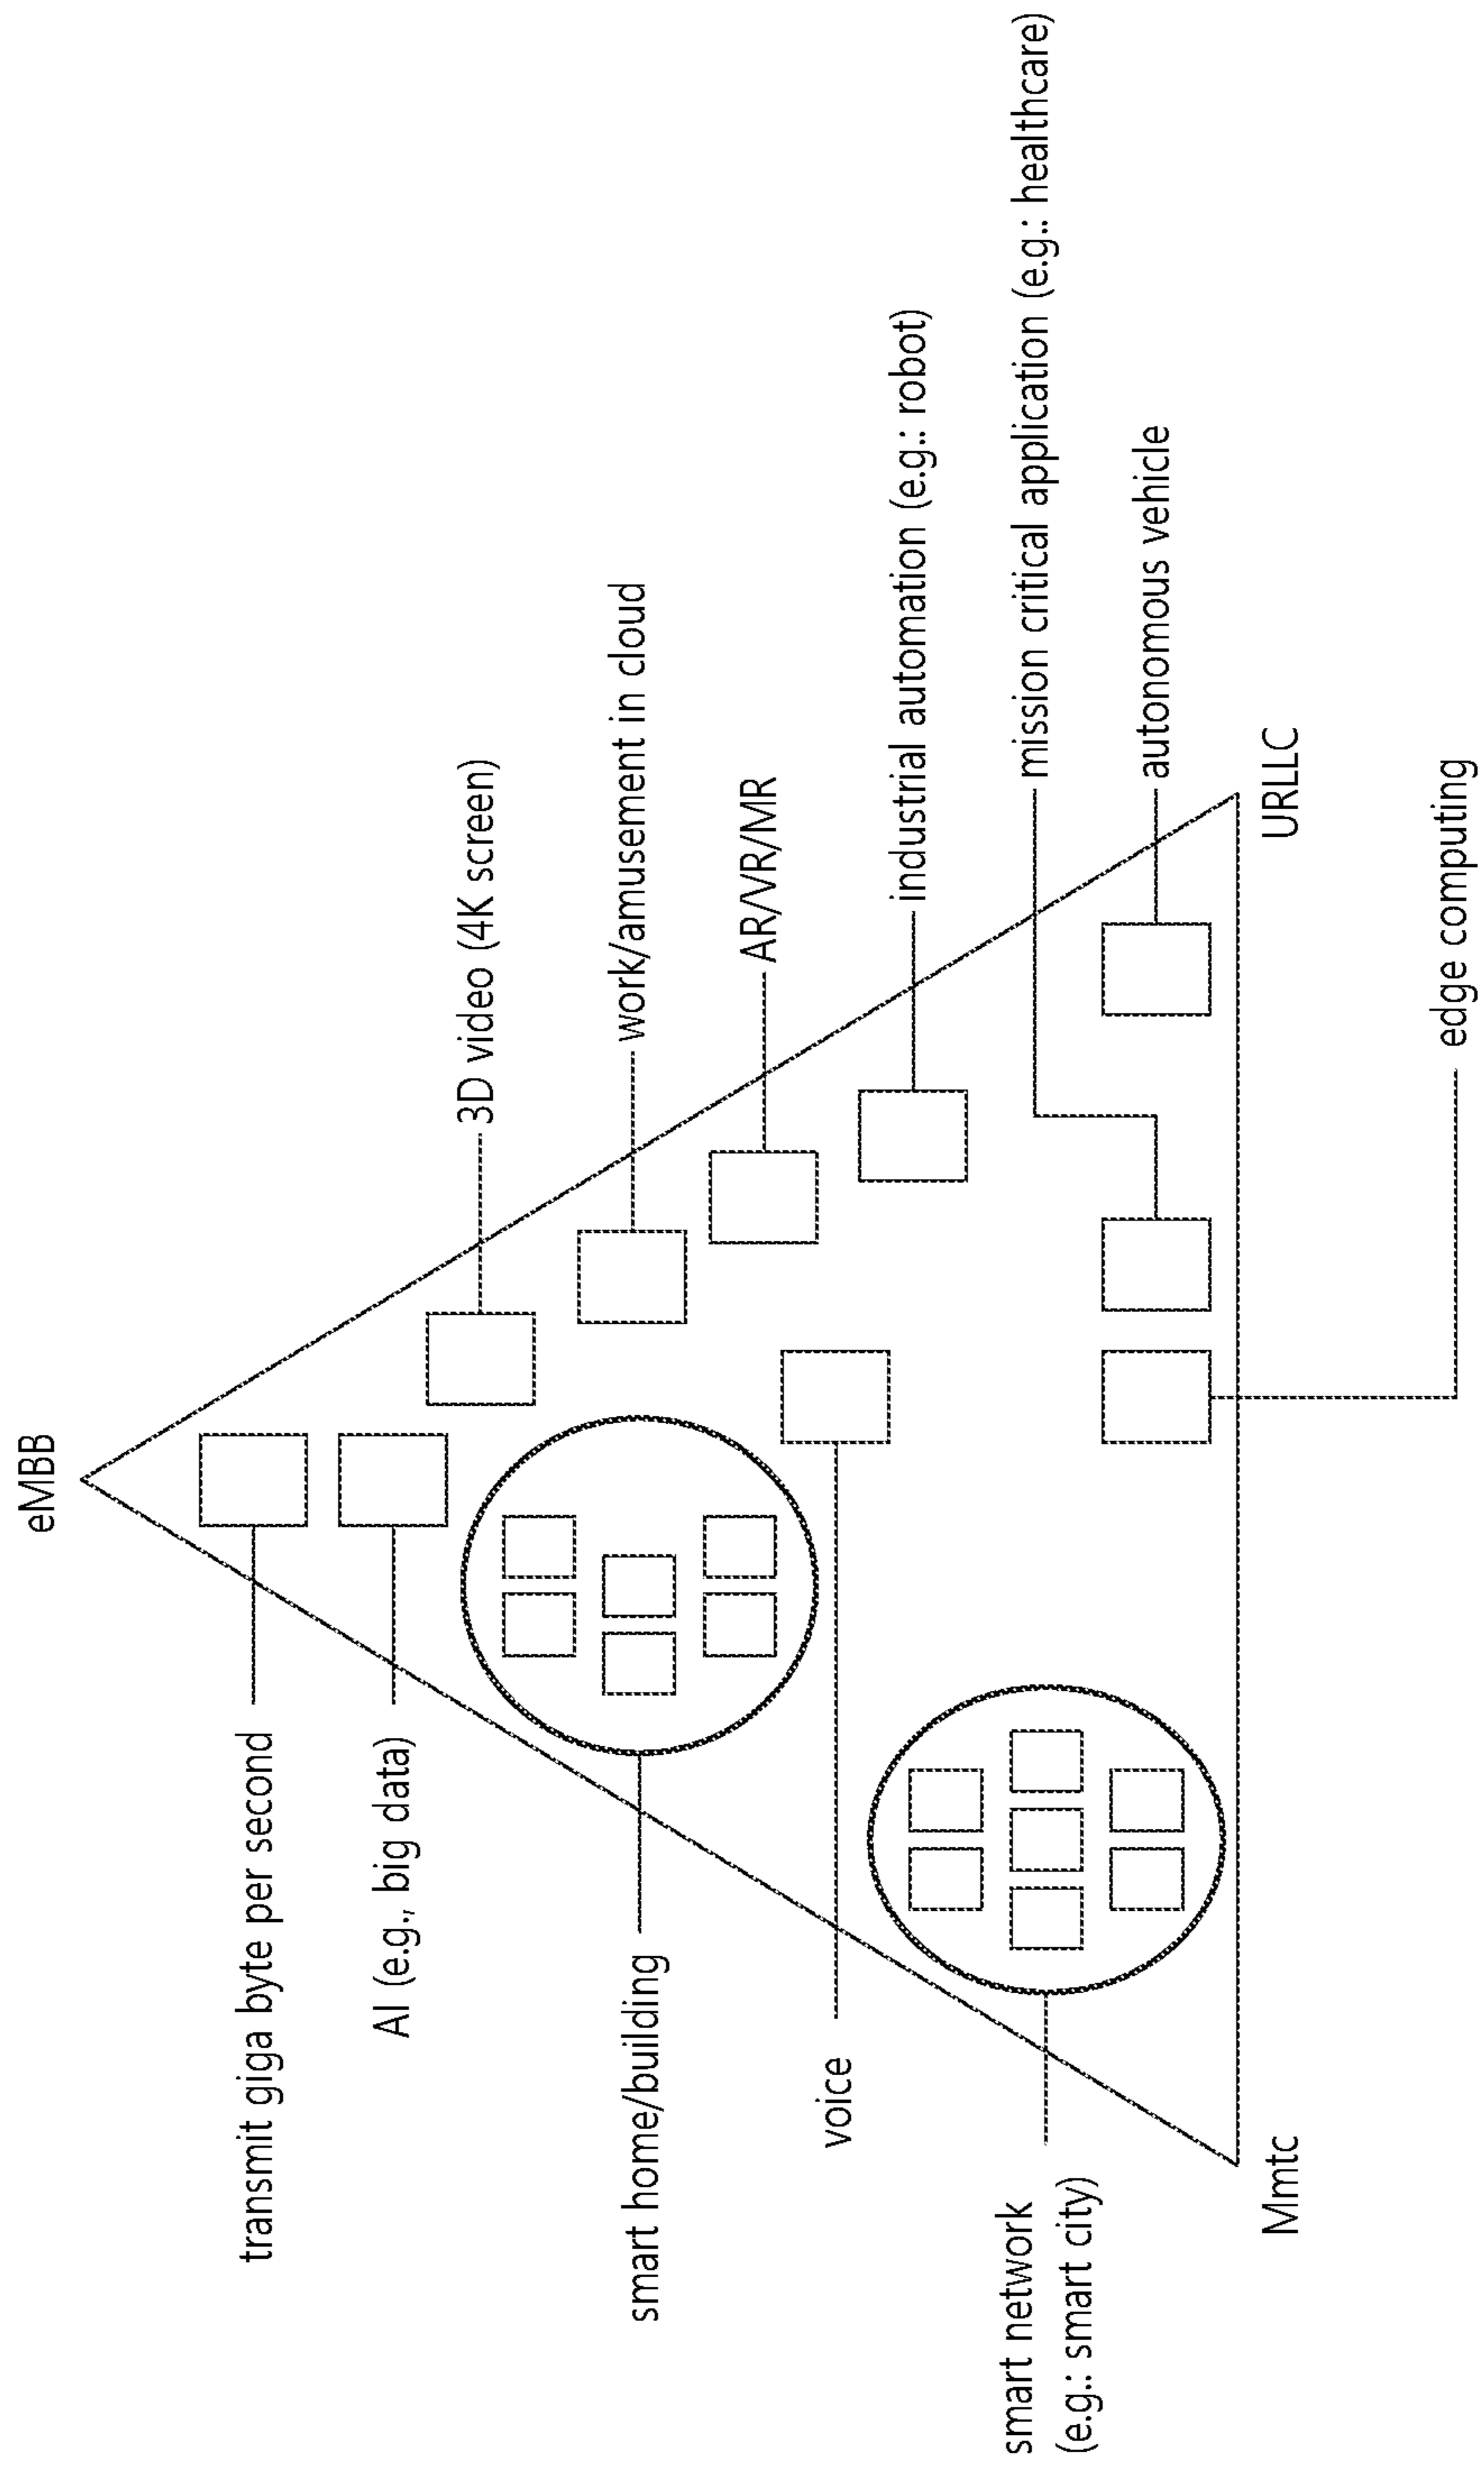 eMBB
transmit giga byte per second
AI (e.g., big data)
smart home/building
voice
smart network
(e.g.: smart city)
3D video (4K screen)
work/amusement in cloud
AR/VR/MR
industrial automation (e.g.: robot)
mission critical application (e.g.: healthcare)
autonomous vehicle
Mmtc
URLLC
edge computing